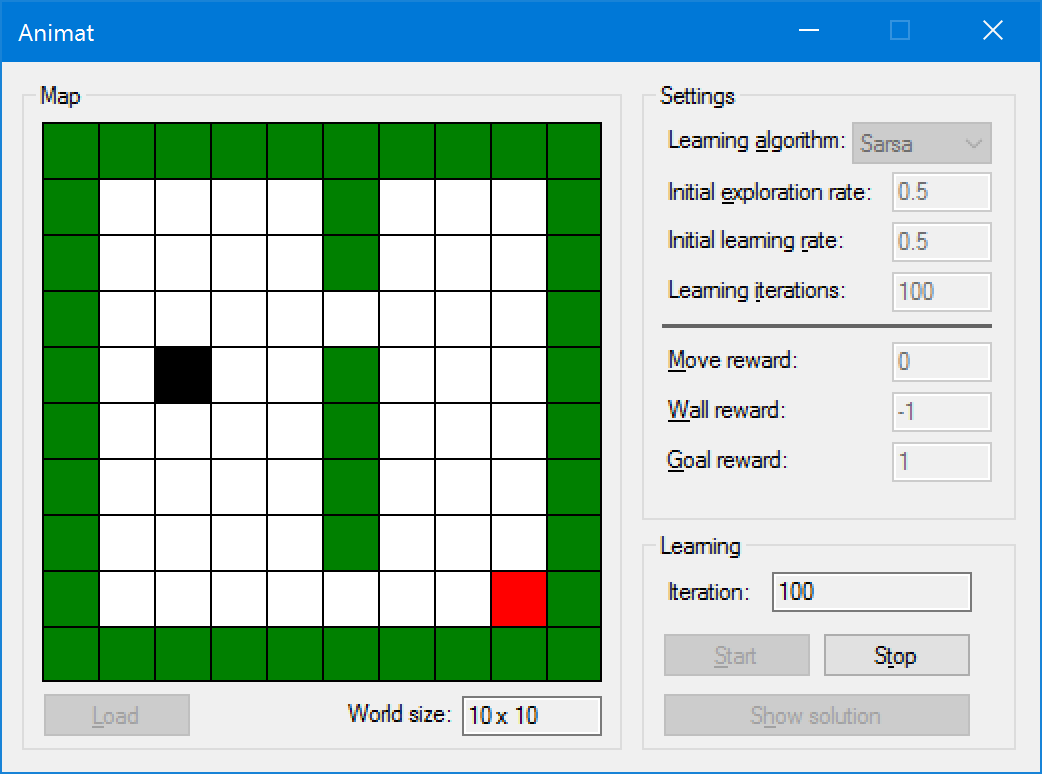 Animat
Map
Load
World size: 10 x 10
Settings
Learning algorithm: Sarsa
Initial exploration rate: 0.5
Initial learning rate: 0.5
Learning iterations: 100
Move reward: 0
Wall reward: -1
Goal reward: 1
Learning
Iteration: 100
Start Stop
Show solution